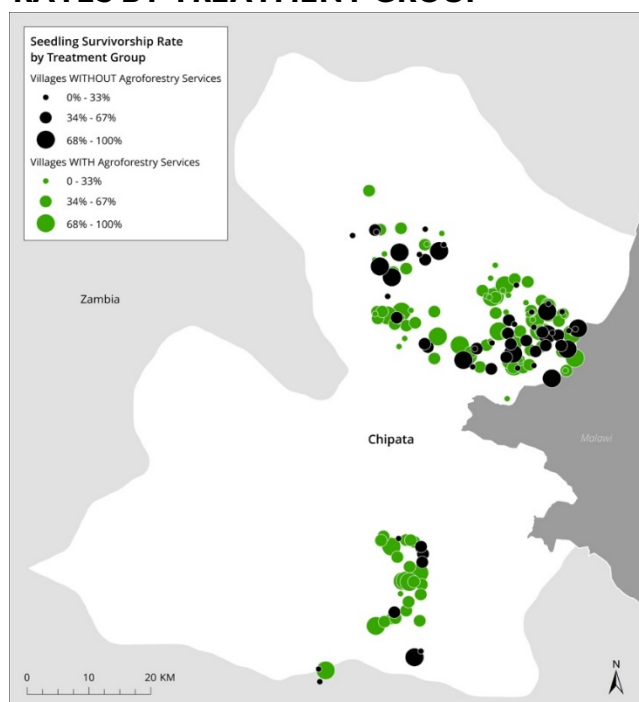 RATES BY TREATMENT GROUP
Seedling Survivorship Rate
by Treatment Group
Villages WITHOUT Agroforestry Services
0% - 33%
34% - 67%
68% - 100%
Villages WITH Agroforestry Services
0 - 33%
34% - 67%
68% - 100%
Zambia
Chipata
Malawi
0 10 20 KM
N